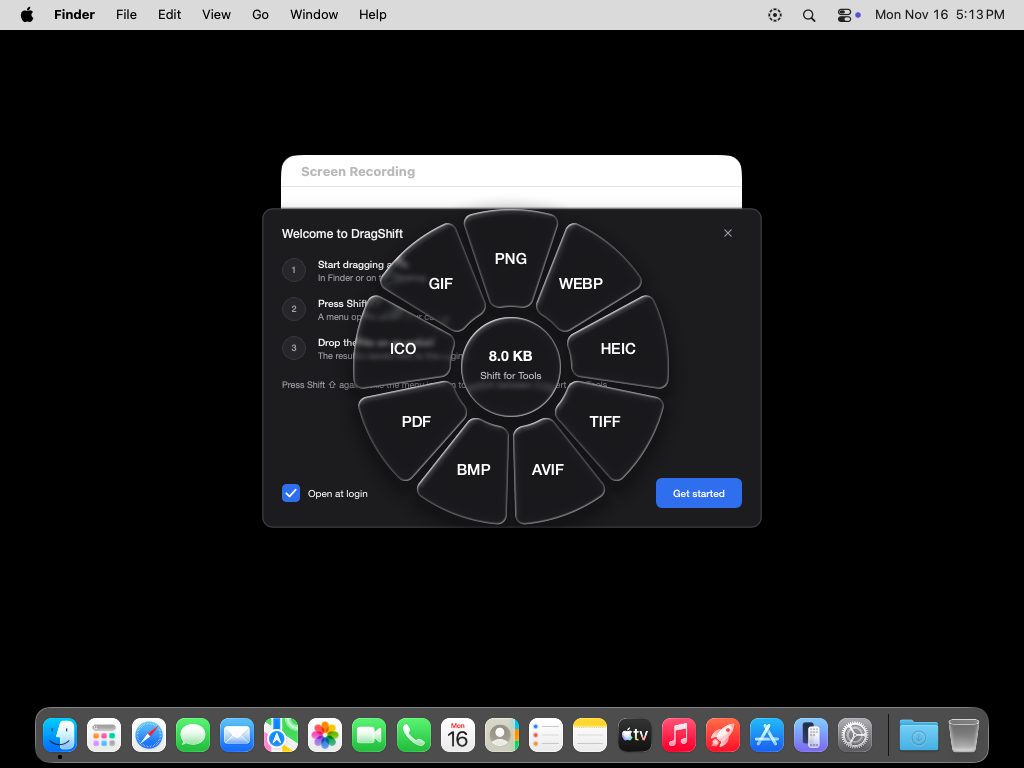 Finder File Edit View Go Window Help Mon Nov 16 5:13 PM
Screen Recording
Welcome to DragShift
1 Start dragging a
In Finder or on
2 Press Shift
A menu
3 Drop the
The
Press Shift ⇧
PNG
GIF
WEBP
ICO
HEIC
8.0 KB
Shift for Tools
PDF
TIFF
BMP
AVIF
Open at login
Get started
Mon
16
tv